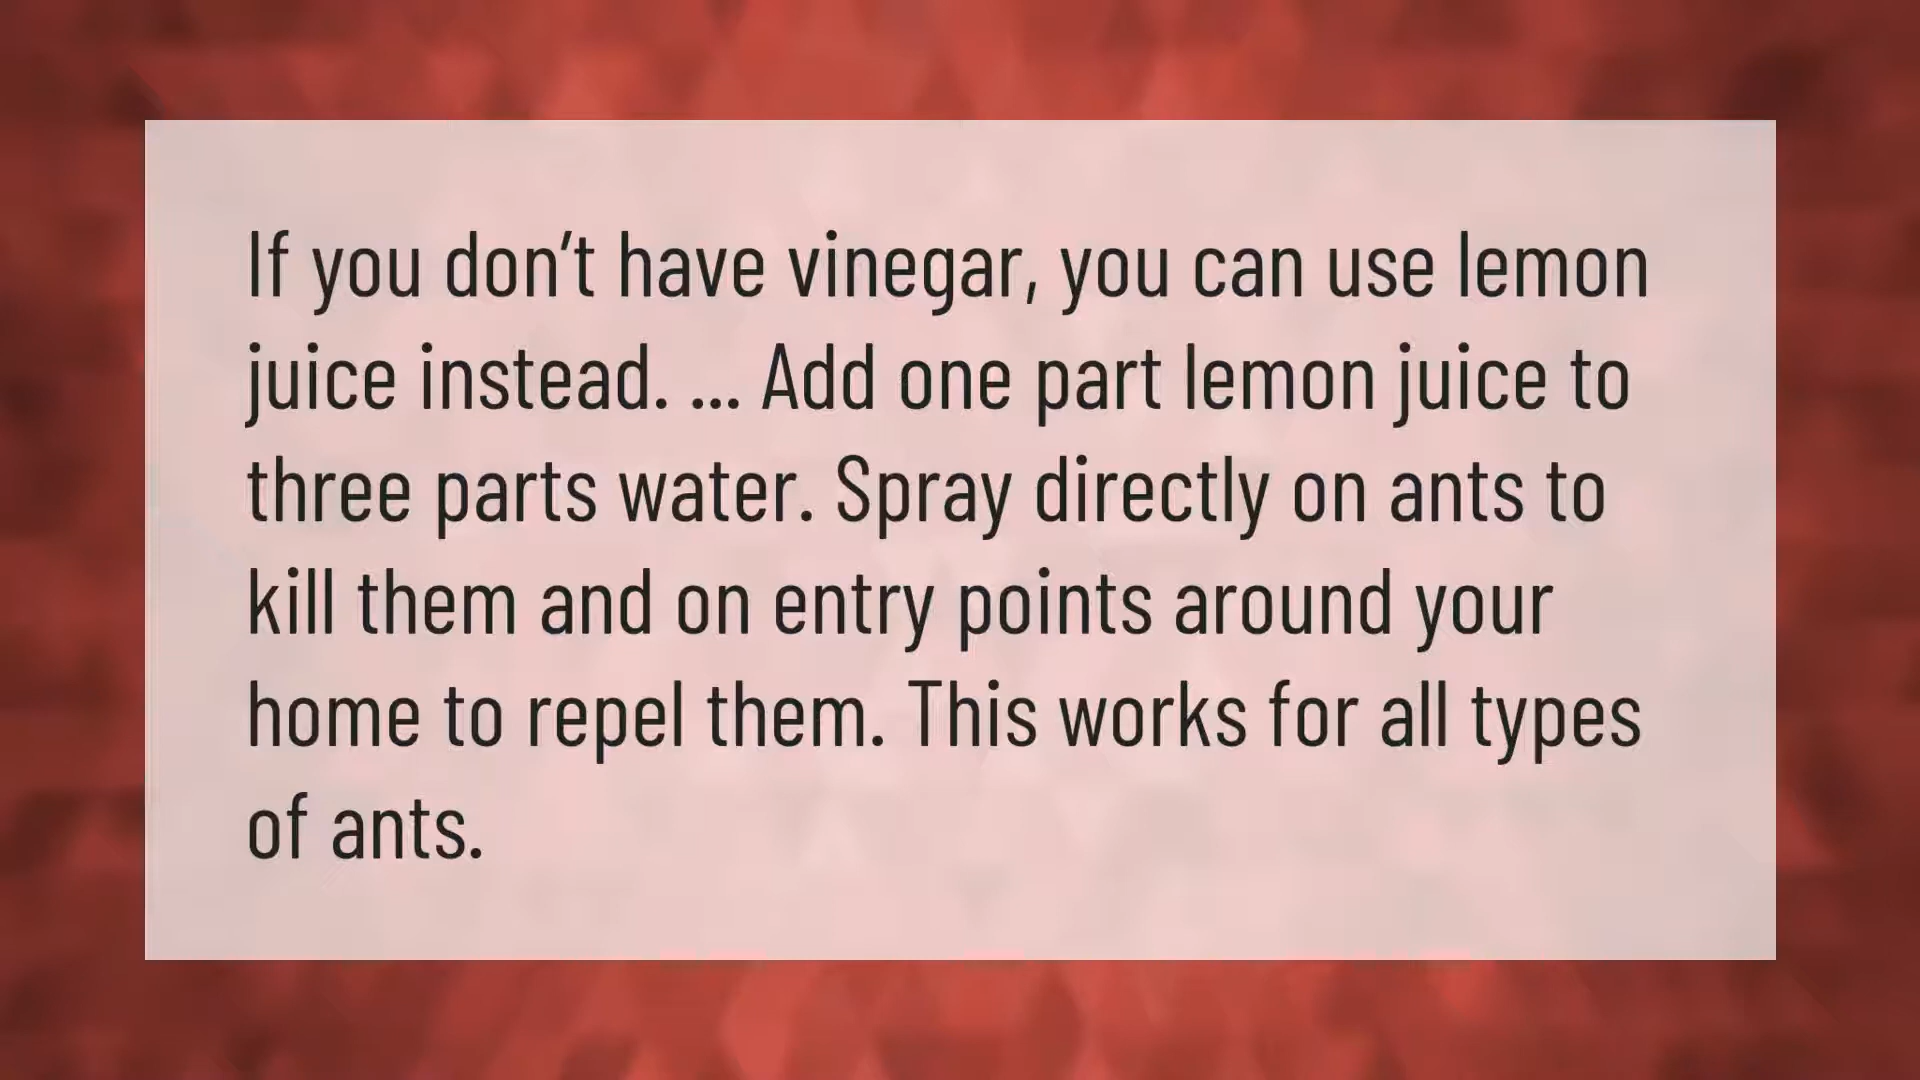 If you don’t have vinegar, you can use lemon
juice instead. ... Add one part lemon juice to
three parts water. Spray directly on ants to
kill them and on entry points around your
home to repel them. This works for all types
of ants.